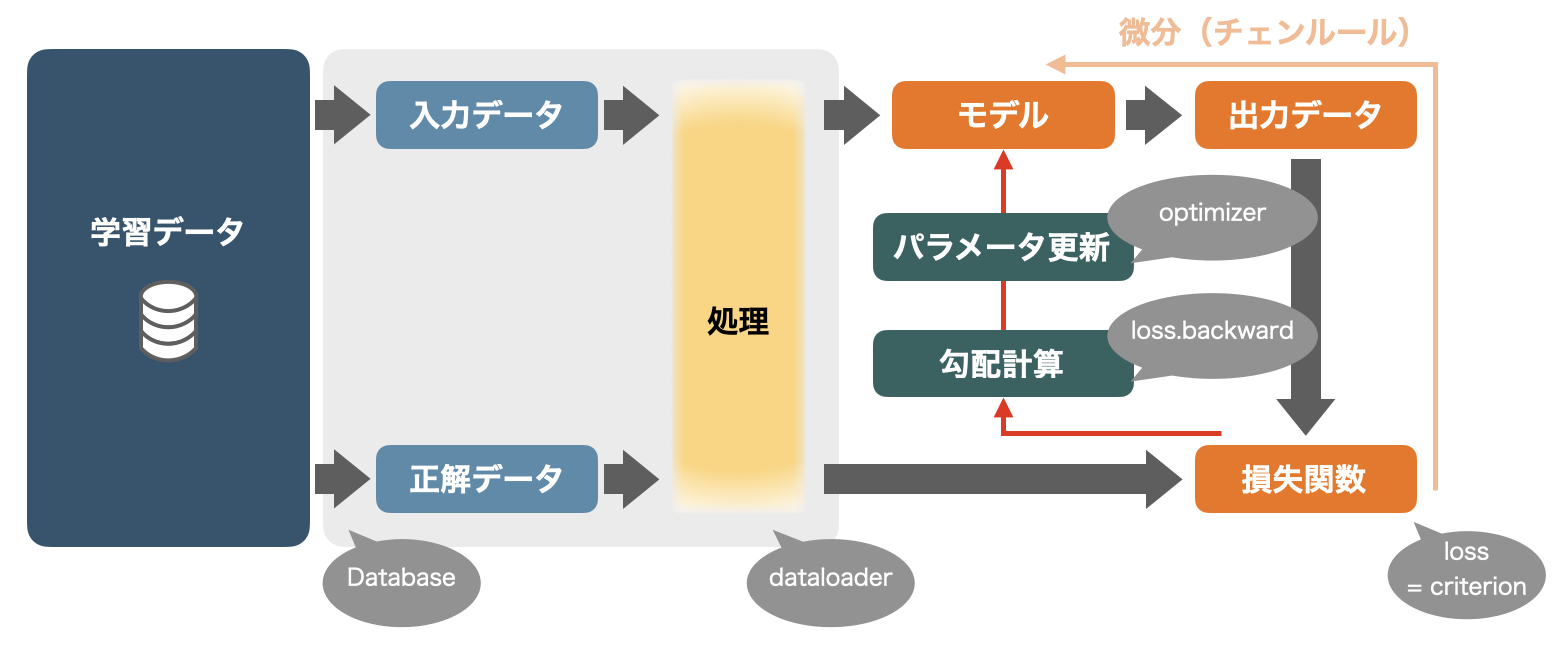 微分（チェンルール）
入力データ
モデル
出力データ
学習データ
optimizer
パラメータ更新
処理
loss.backward
勾配計算
正解データ
損失関数
Database
dataloader
loss
= criterion